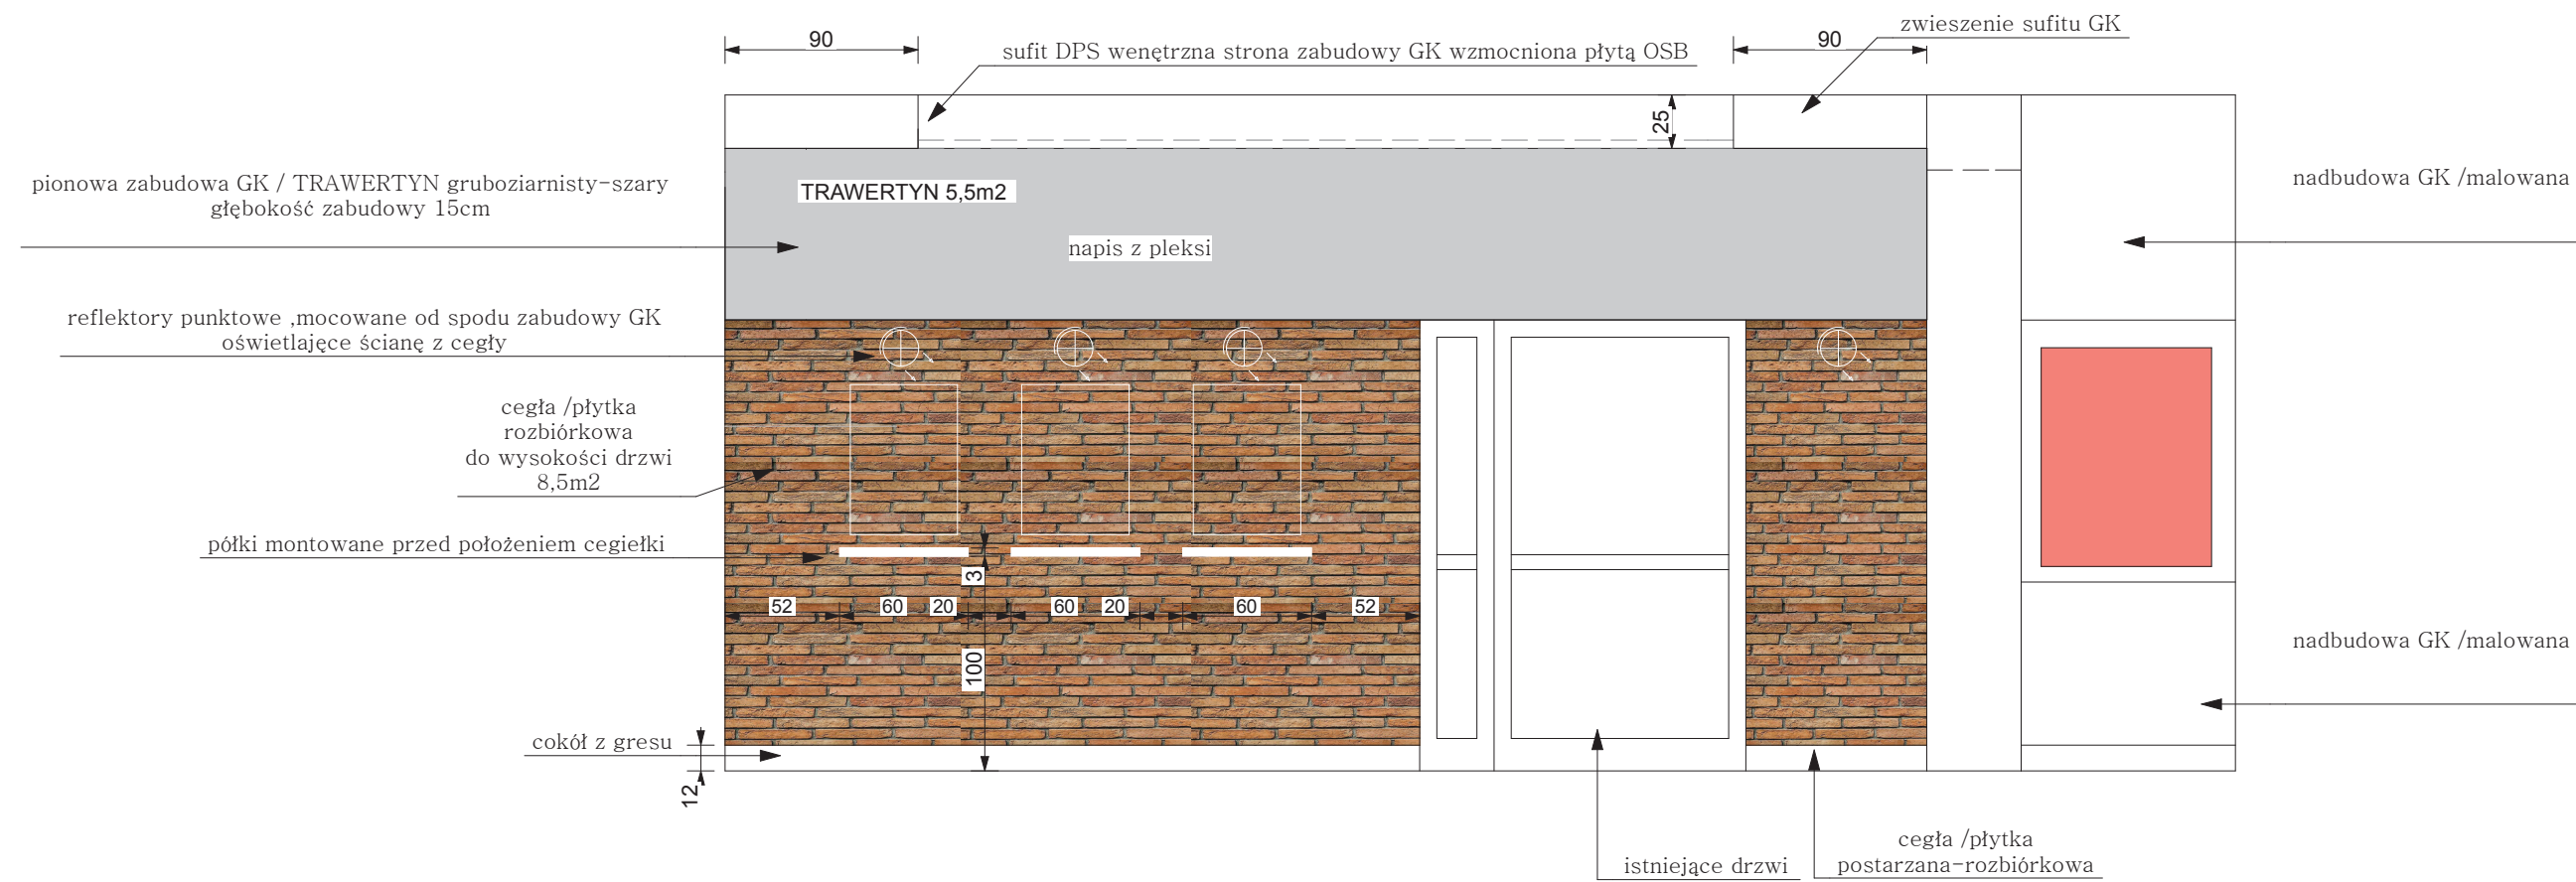 90
sufit DPS wenętrzna strona zabudowy GK wzmocniona płytą OSB
90
zwieszenie sufitu GK
25
pionowa zabudowa GK / TRAWERTYN gruboziarnisty-szary
głębokość zabudowy 15cm
TRAWERTYN 5,5m2
napis z pleksi
nadbudowa GK /malowana
reflektory punktowe ,mocowane od spodu zabudowy GK
oświetlajęce ścianę z cegły
cegła /płytka
rozbiórkowa
do wysokości drzwi
8,5m2
półki montowane przed położeniem cegiełki
3
52
60
20
60
20
60
52
100
nadbudowa GK /malowana
cokół z gresu
12
istniejące drzwi
cegła /płytka
postarzana-rozbiórkowa